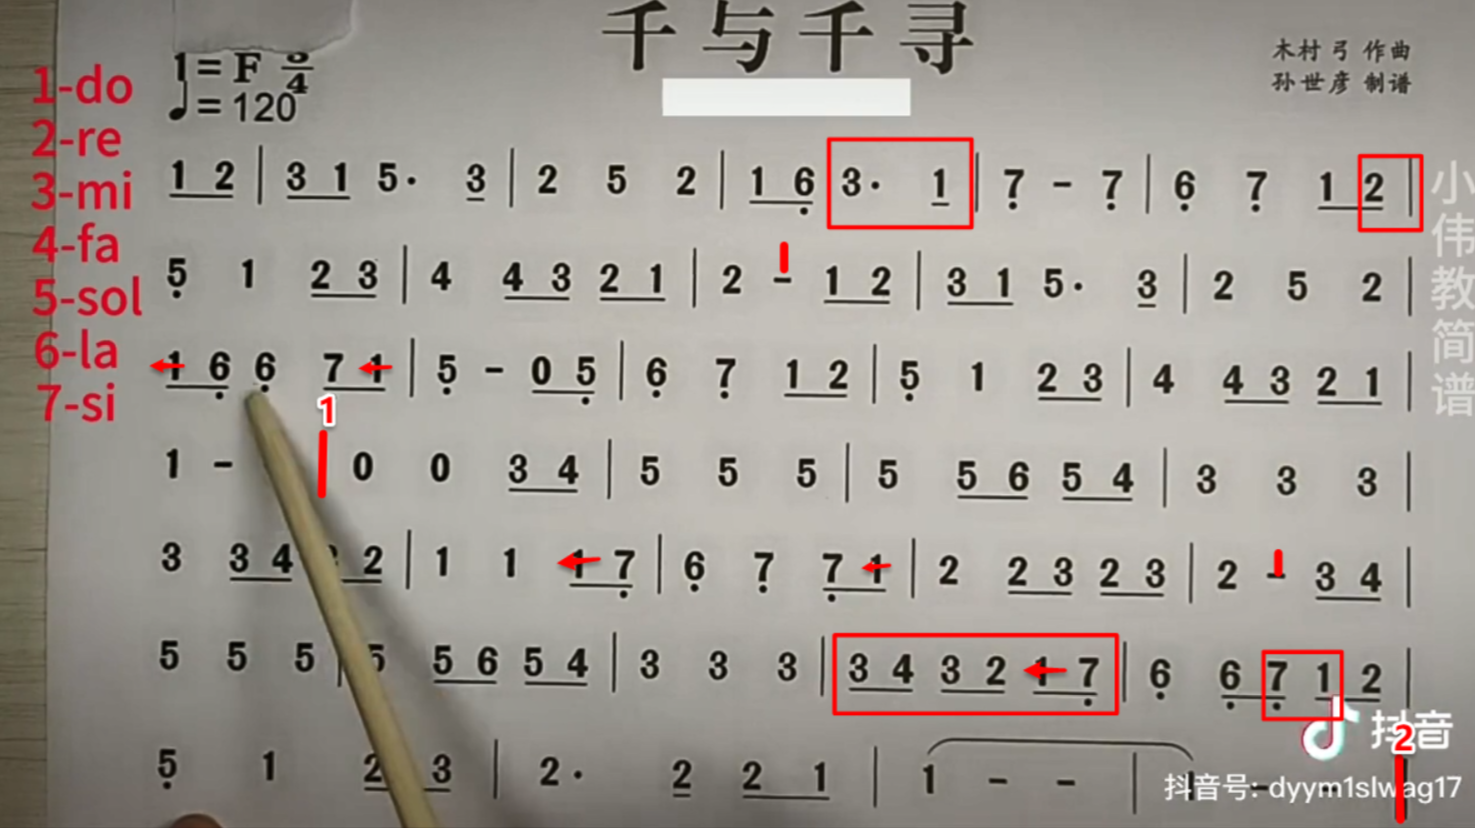 千与千寻
1=F 3/4
♩=120
木村弓 作曲
孙世彦 制谱
1-do
2-re
3-mi
4-fa
5-sol
6-la
7-si
小伟教简谱
1 2 | 3 1 5· 3 | 2 5 2 | 1 6̣ 3· 1 | 7̣ - 7̣ | 6̣ 7̣ 1 2 |
5̣ 1 2 3 | 4 4 3 2 1 | 2 - 1 2 | 3 1 5· 3 | 2 5 2 |
1 6̣ 6̣ 7 1 | 5̣ - 0 5̣ | 6̣ 7̣ 1 2 | 5̣ 1 2 3 | 4 4 3 2 1 |
1
1 - | 0 0 3 4 | 5 5 5 | 5 5 6 5 4 | 3 3 3 |
3 3 4 2 | 1 1 1 7̣ | 6̣ 7̣ 7̣ 1 | 2 2 3 2 3 | 2 - 3 4 |
5 5 5 | 5 5 6 5 4 | 3 3 3 | 3 4 3 2 1 7̣ | 6̣ 6̣ 7̣ 1 2 |
5̣ 1 2 3 | 2· 2 2 1 | 1 - - | 1 -
抖音
2
抖音号: dyym1slwag17